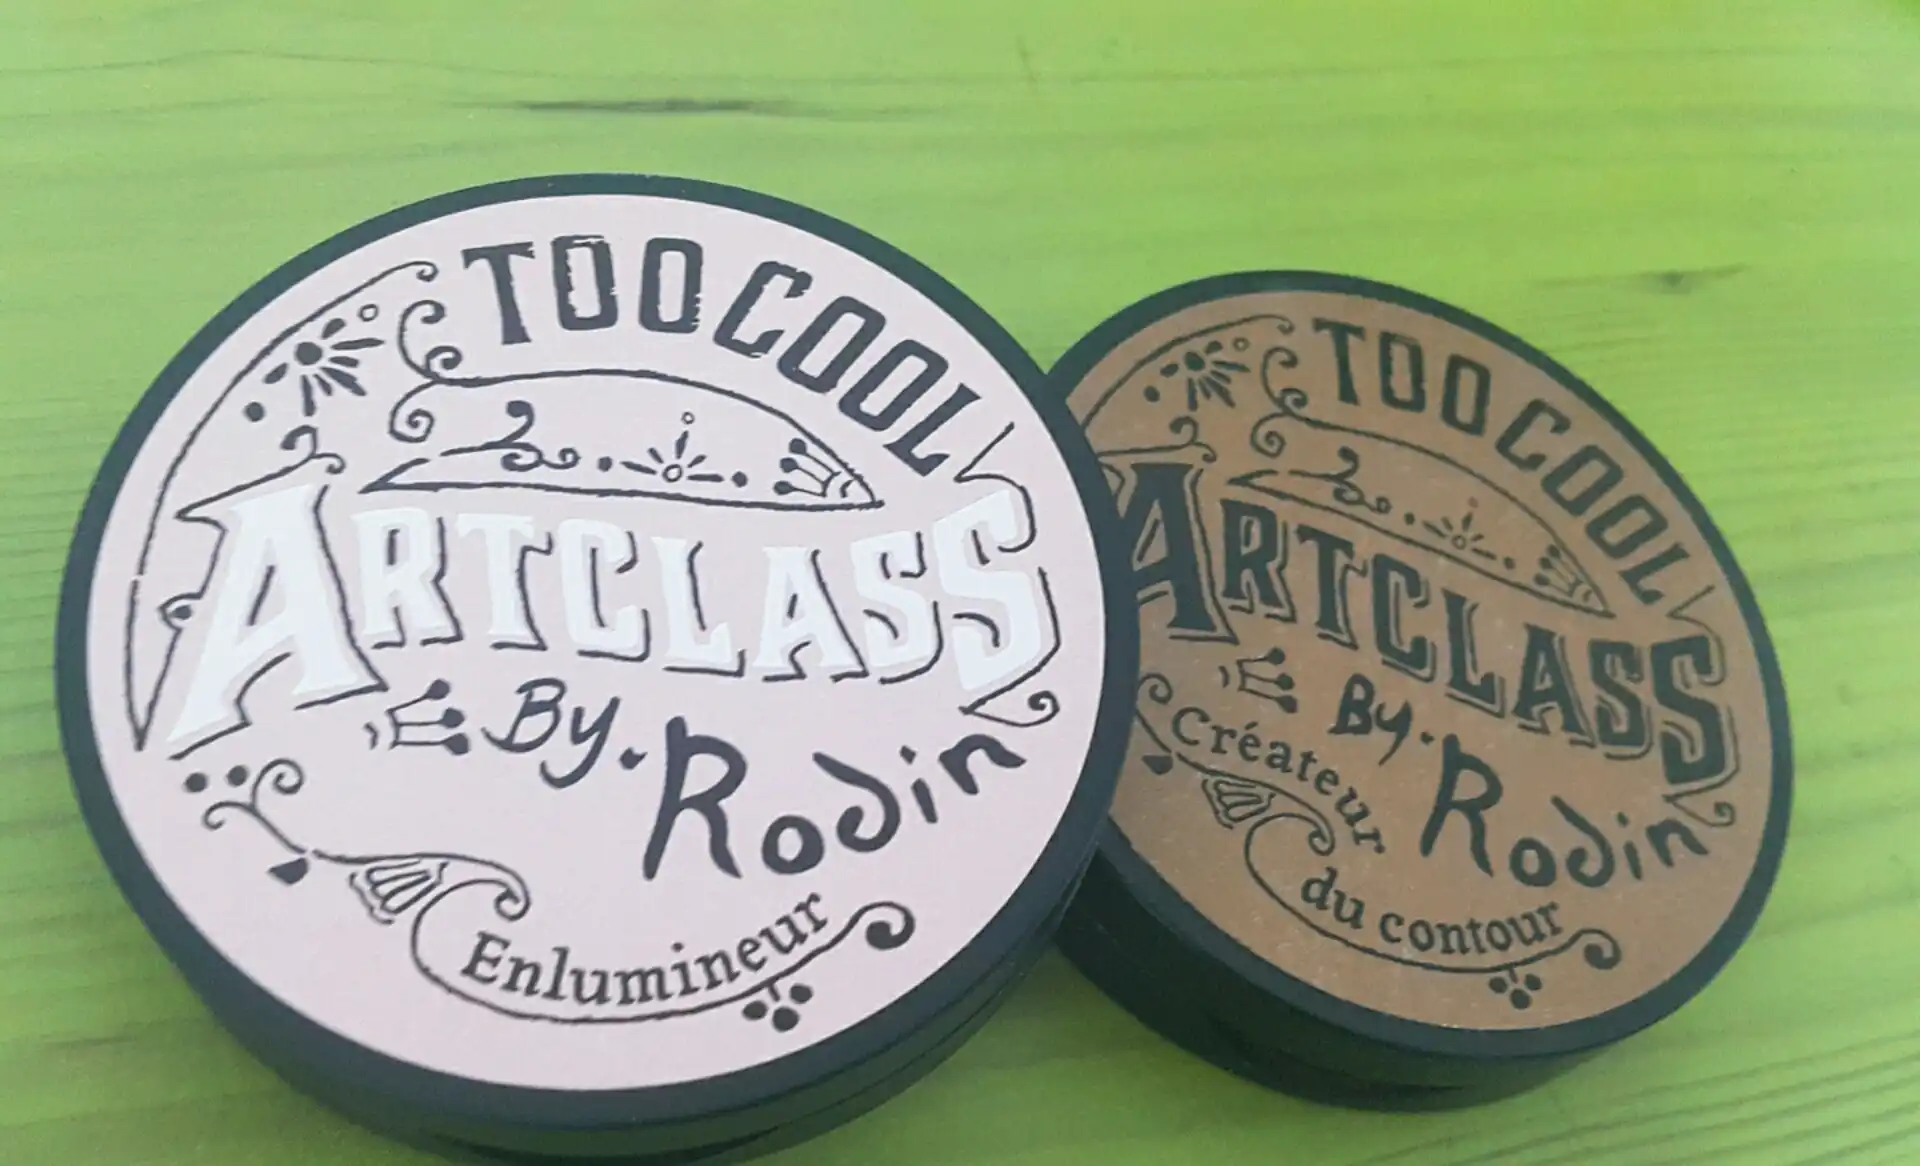 TOO COOL
ARTCLASS
By. Rodin
Enlumineur
TOO COOL
ARTCLASS
By. Rodin
Créateur
du contour